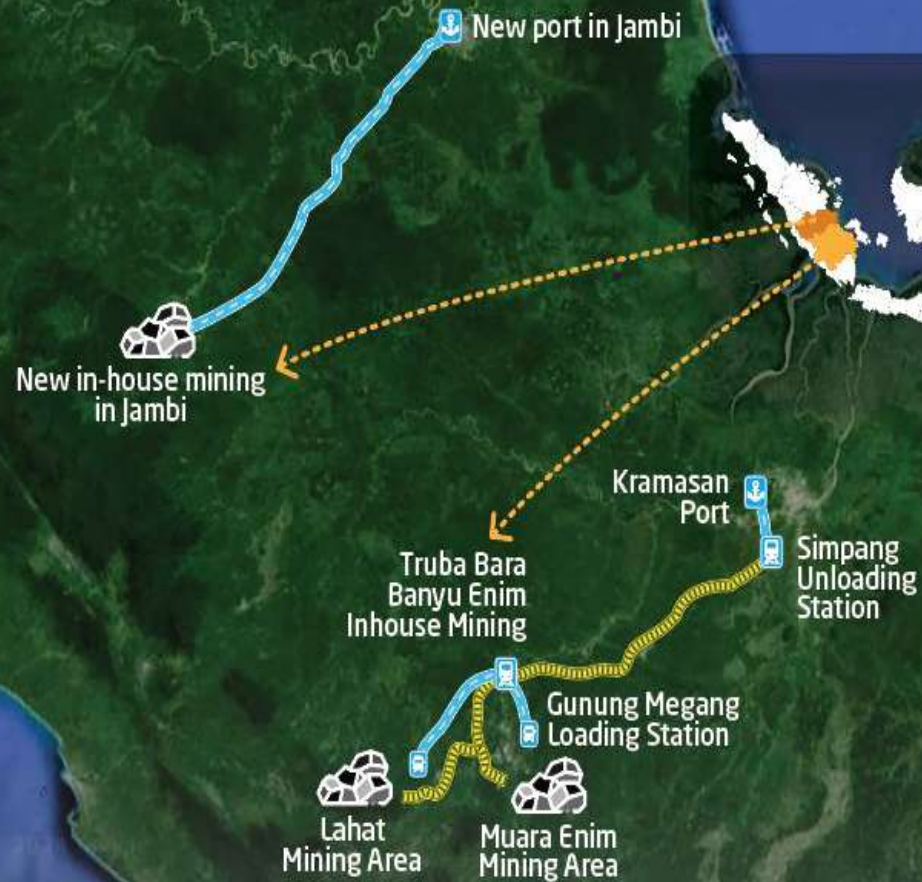 New port in Jambi
New in-house mining
in Jambi
Kramasan
Port
Simpang
Unloading
Station
Truba Bara
Banyu Enim
Inhouse Mining
Gunung Megang
Loading Station
Lahat
Mining Area
Muara Enim
Mining Area